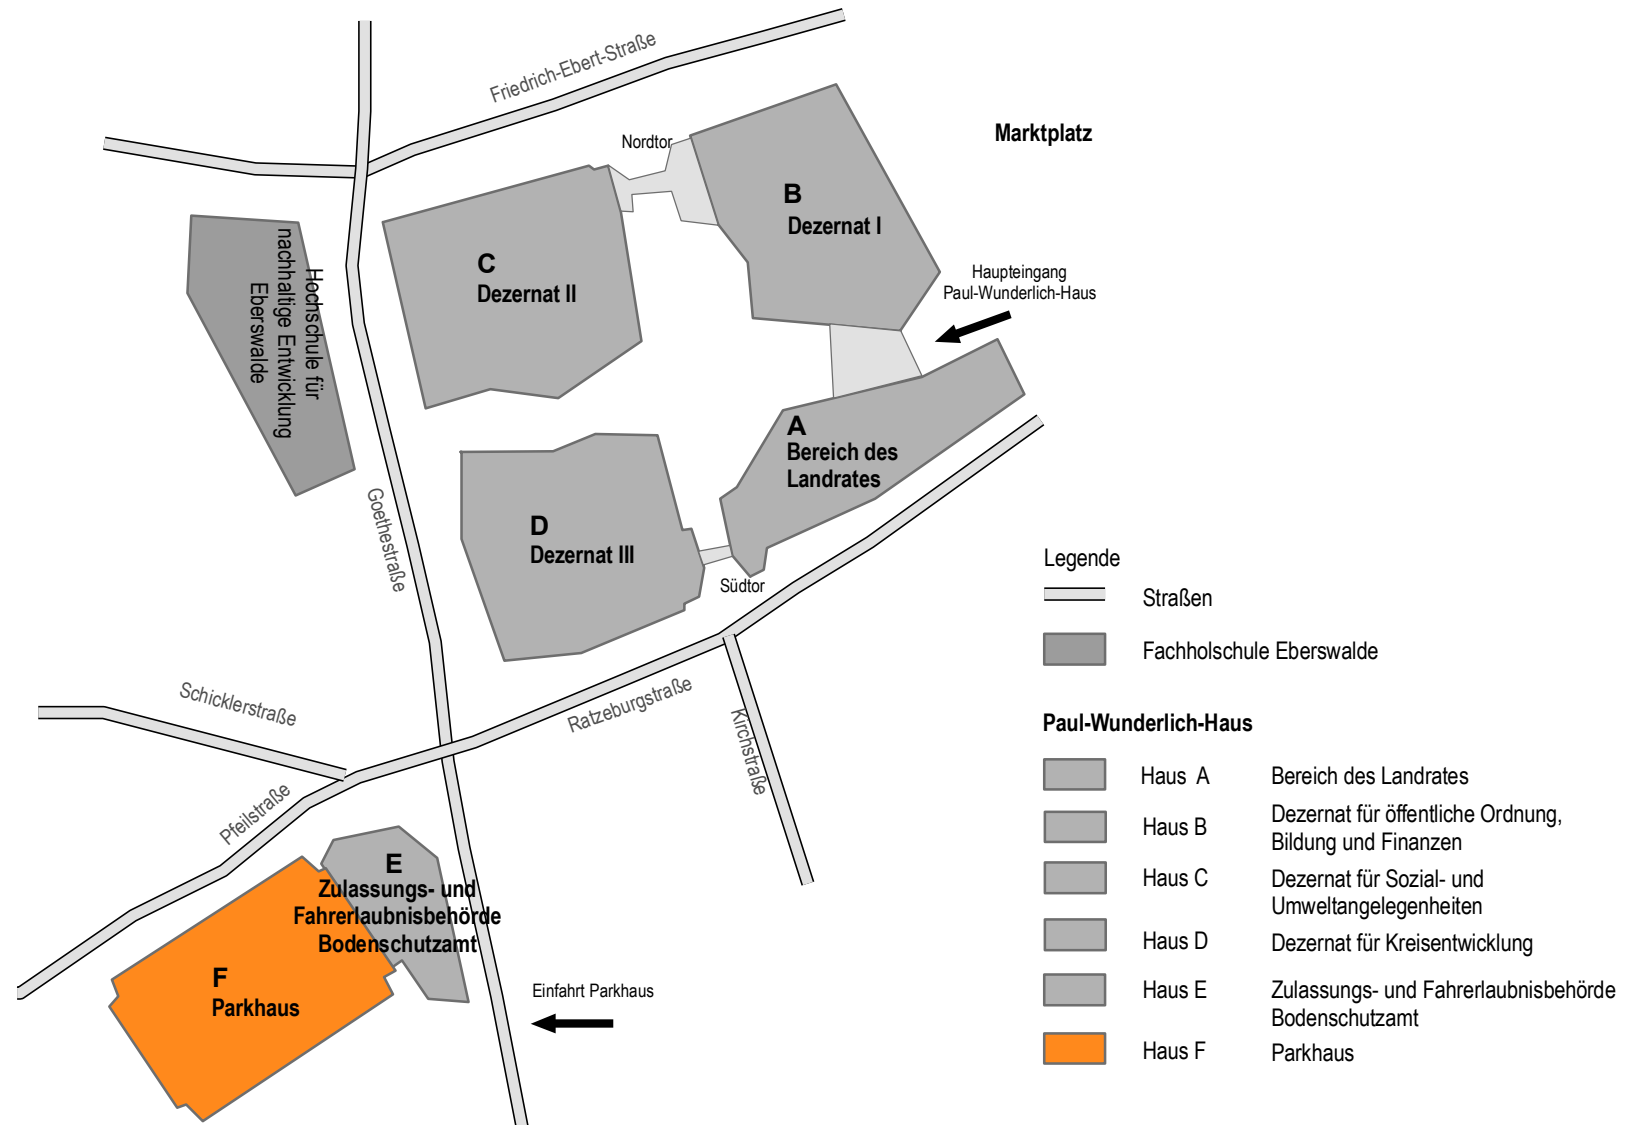 Friedrich-Ebert-Straße
Nordtor
Marktplatz
B
Dezernat I
C
Dezernat II
Hochschule für
nachhaltige Entwicklung
Eberswalde
Haupteingang
Paul-Wunderlich-Haus
A
Bereich des
Landrates
Goethestraße
D
Dezernat III
Südtor
Schicklerstraße
Ratzeburgstraße
Kirchstraße
Pfeilstraße
E
Zulassungs- und
Fahrerlaubnisbehörde
Bodenschutzamt
F
Parkhaus
Einfahrt Parkhaus
Legende
Straßen
Fachholschule Eberswalde
Paul-Wunderlich-Haus
Haus A Bereich des Landrates
Haus B Dezernat für öffentliche Ordnung,
Bildung und Finanzen
Haus C Dezernat für Sozial- und
Umweltangelegenheiten
Haus D Dezernat für Kreisentwicklung
Haus E Zulassungs- und Fahrerlaubnisbehörde
Bodenschutzamt
Haus F Parkhaus